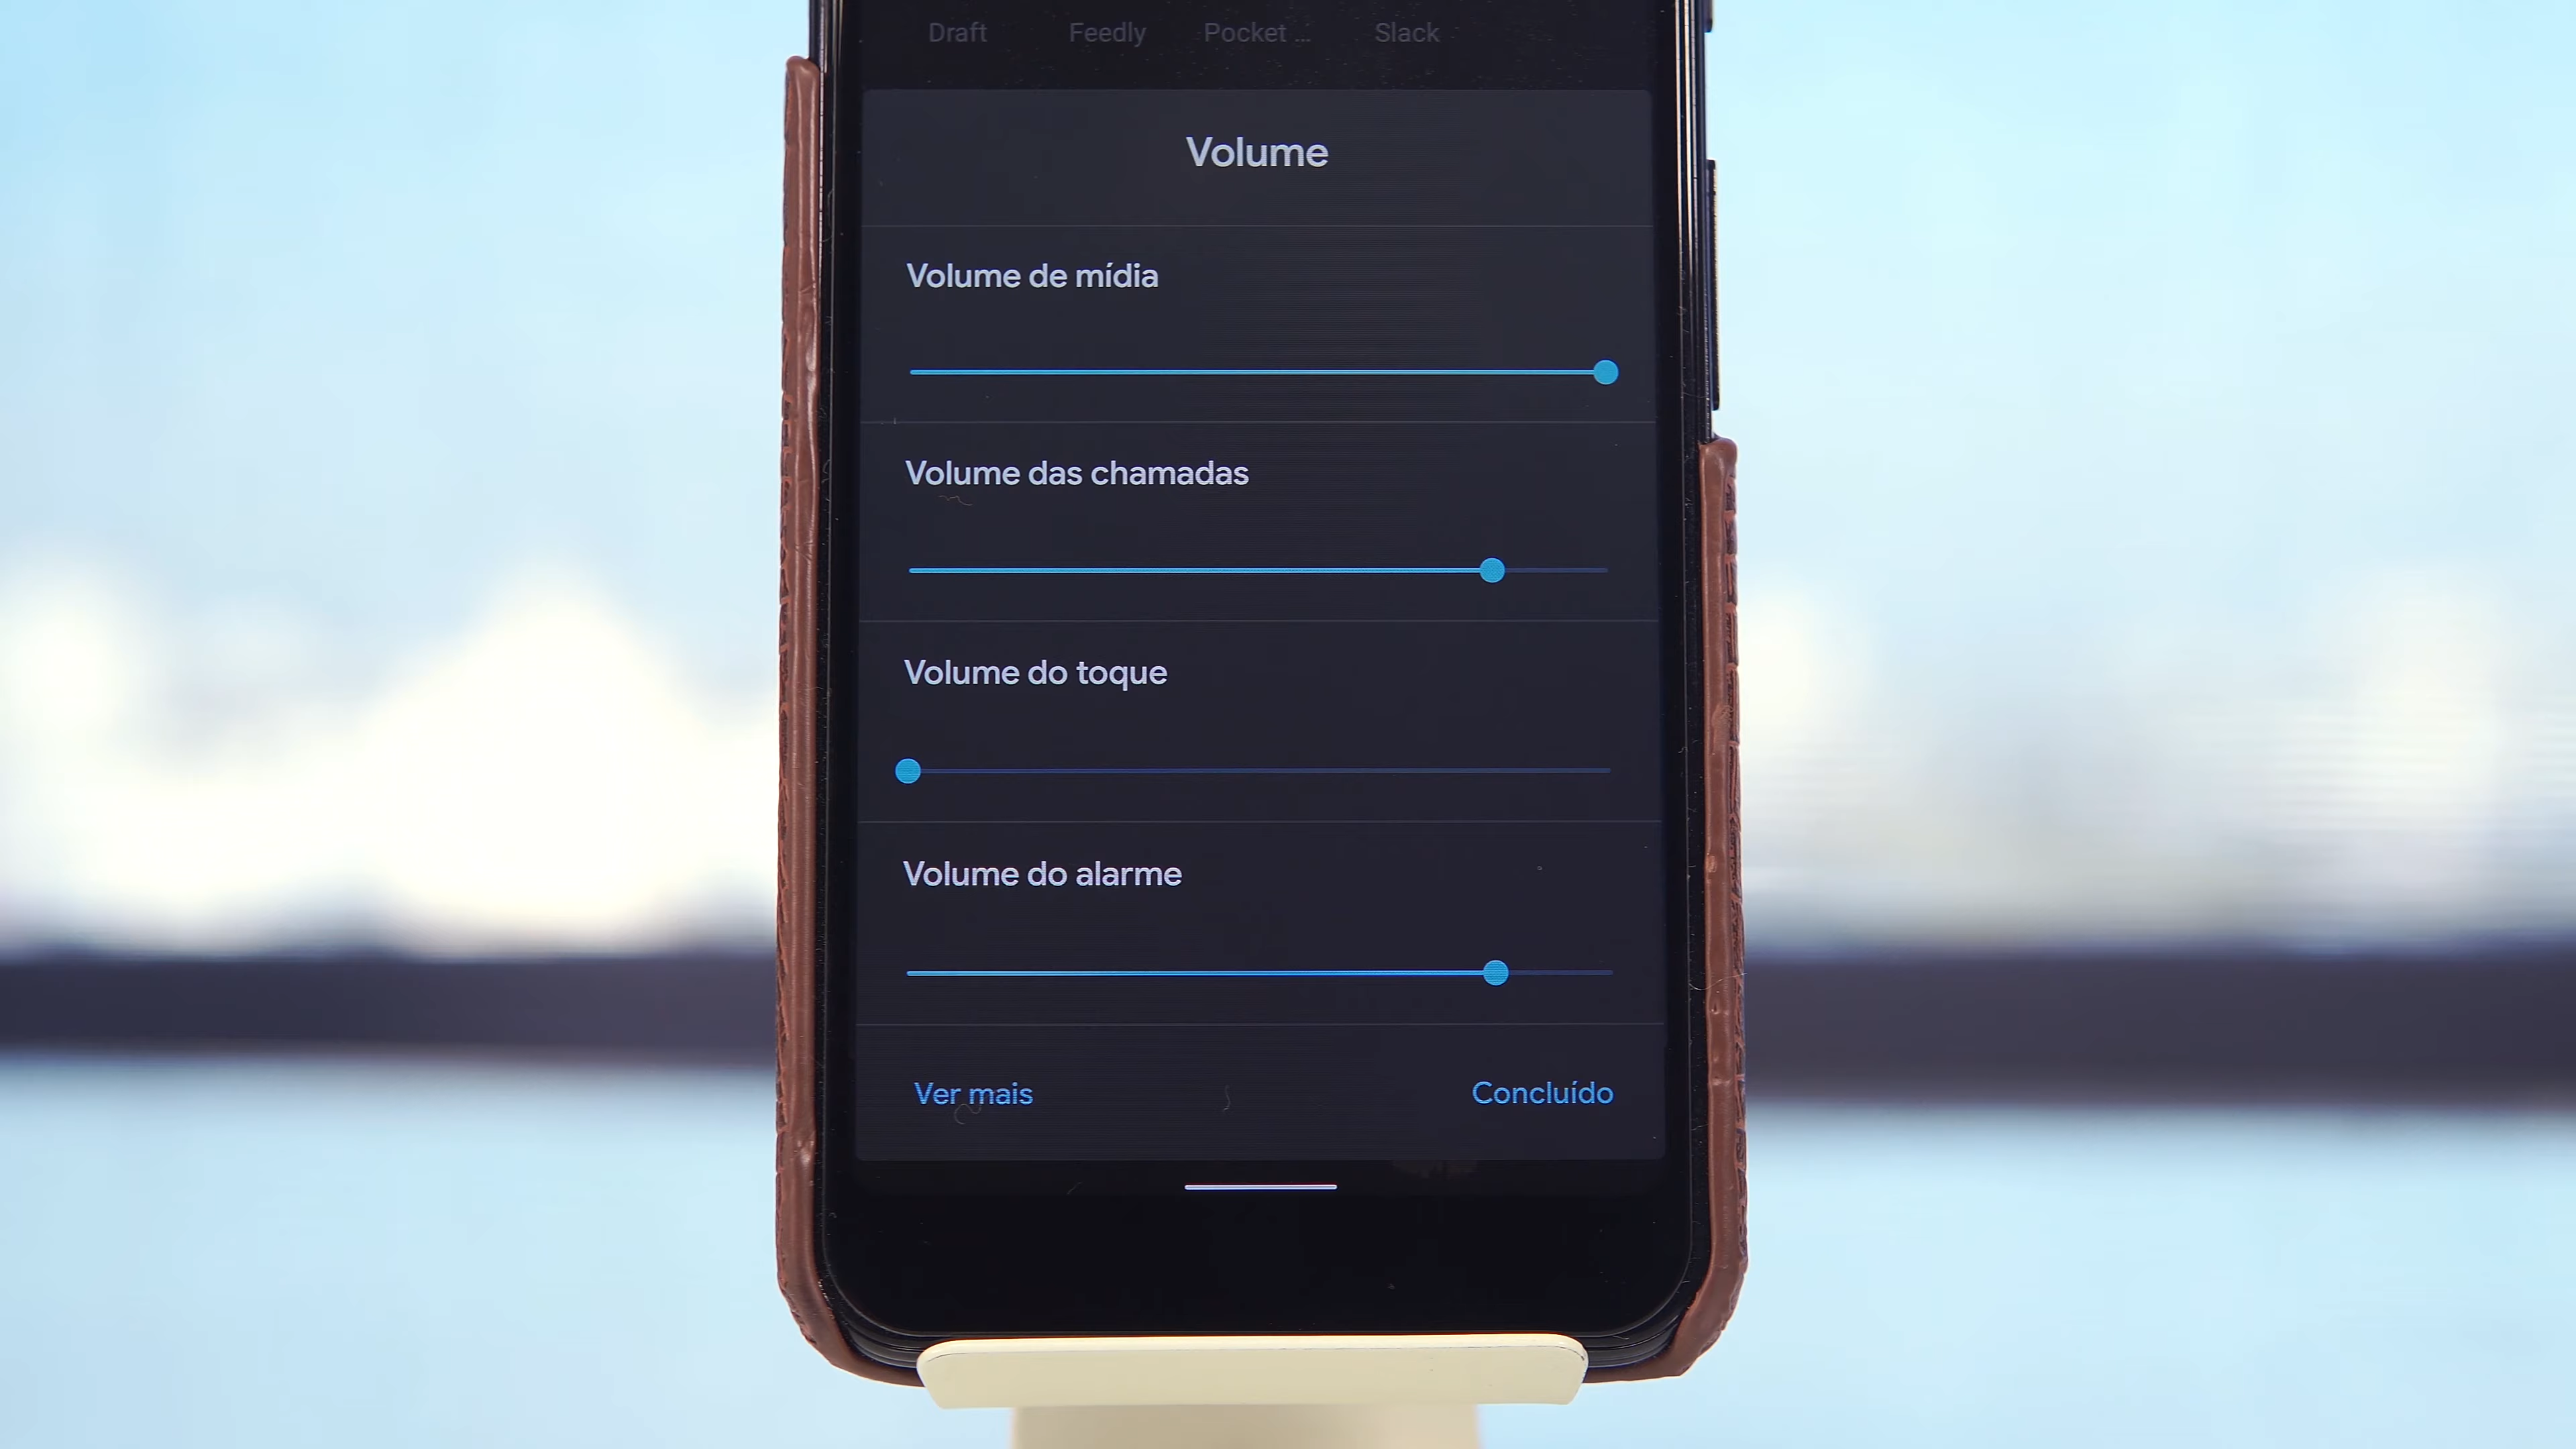 Draft Feedly Pocket ... Slack
Volume
Volume de mídia
Volume das chamadas
Volume do toque
Volume do alarme
Ver mais Concluído